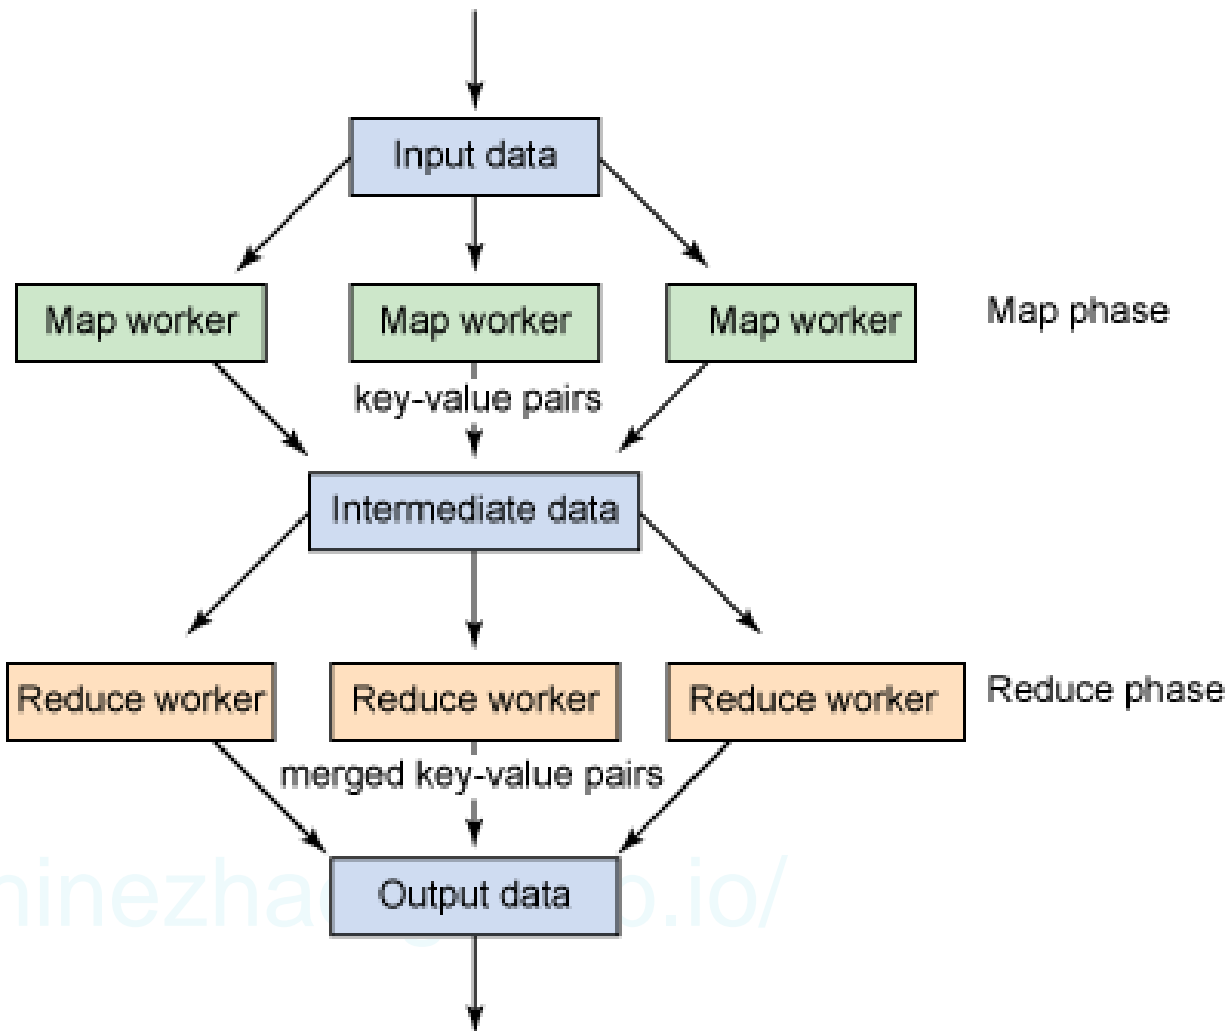 Input data
Map worker
Map worker
Map worker
Map phase
key-value pairs
Intermediate data
Reduce worker
Reduce worker
Reduce worker
Reduce phase
merged key-value pairs
Output data